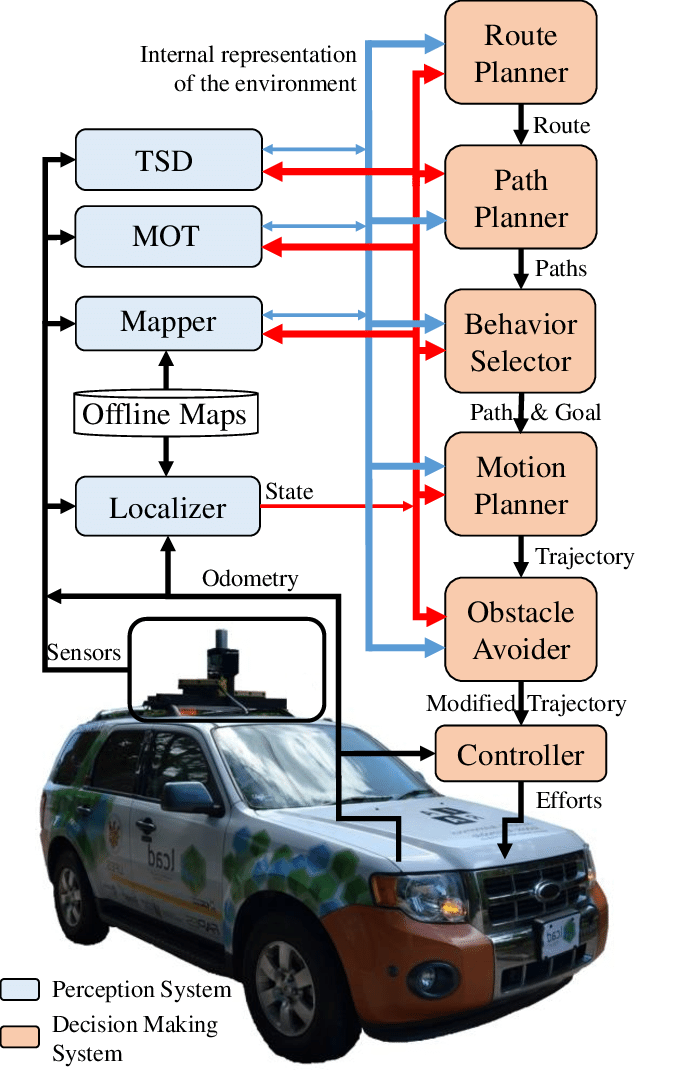 Internal representation
of the environment
Route
Planner
Route
TSD
Path
Planner
MOT
Paths
Mapper
Behavior
Selector
Offline Maps
Path & Goal
Motion
Planner
State
Localizer
Trajectory
Odometry
Obstacle
Avoider
Sensors
Modified Trajectory
Controller
Efforts
lcad
lcad
Perception System
Decision Making
System